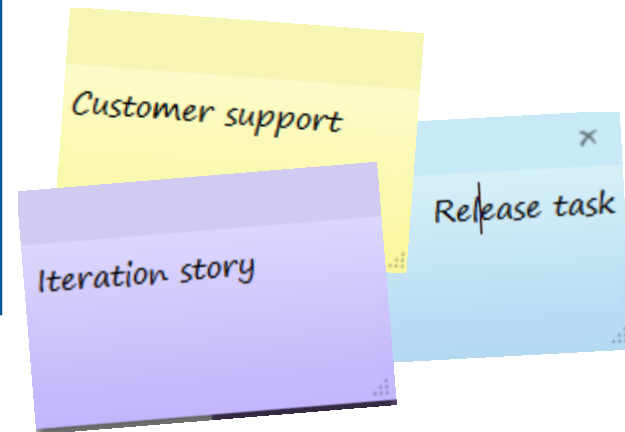 Customer support
Release task
Iteration story